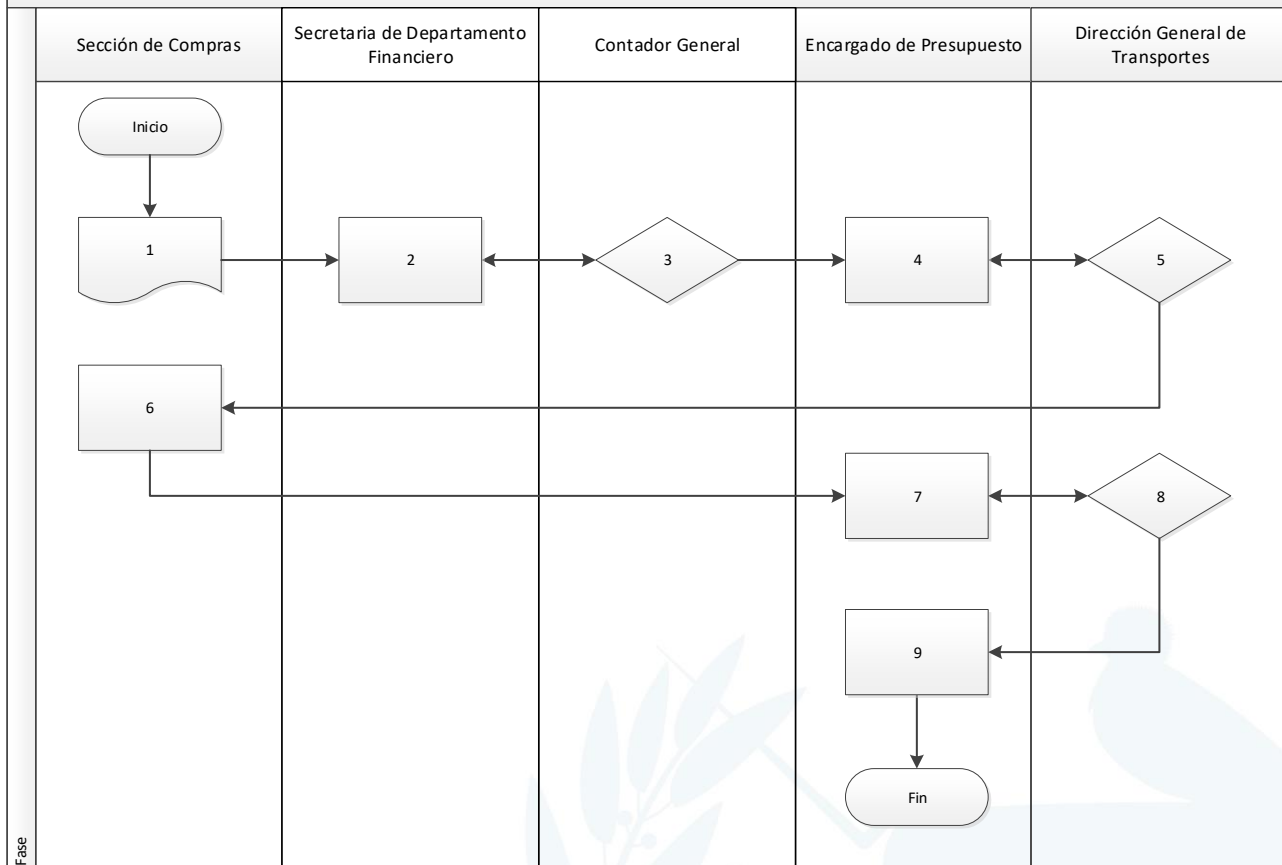 Sección de Compras
Secretaria de Departamento
Financiero
Contador General
Encargado de Presupuesto
Dirección General de
Transportes
Inicio
1
2
3
4
5
6
7
8
9
Fin
Fase